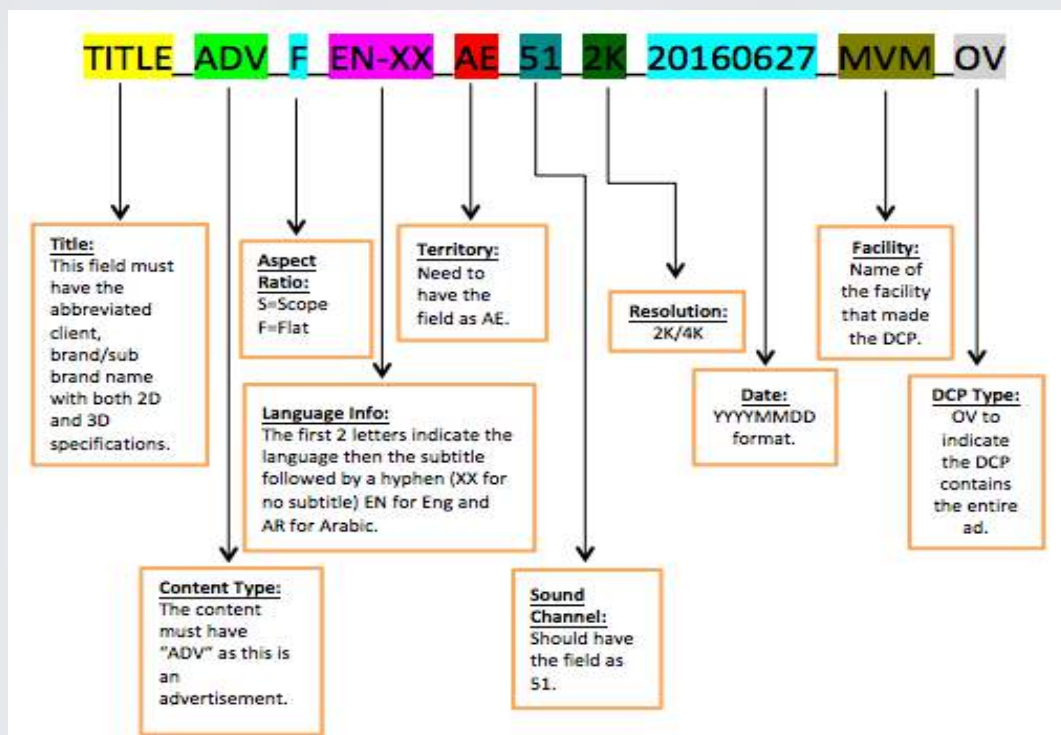 TITLE_ADV_F_EN-XX_AE_51_2K_20160627_MVM_OV
Title:
This field must
have the
abbreviated
client,
brand/sub
brand name
with both 2D
and 3D
specifications.
Aspect
Ratio:
S=Scope
F=Flat
Territory:
Need to
have the
field as AE.
Resolution:
2K/4K
Facility:
Name of
the facility
that made
the DCP.
Language Info:
The first 2 letters indicate the
language then the subtitle
followed by a hyphen (XX for
no subtitle) EN for Eng and
AR for Arabic.
Date:
YYYYMMDD
format.
DCP Type:
OV to
indicate
the DCP
contains
the entire
ad.
Content Type:
The content
must have
"ADV" as this is
an
advertisement.
Sound
Channel:
Should have
the field as
51.